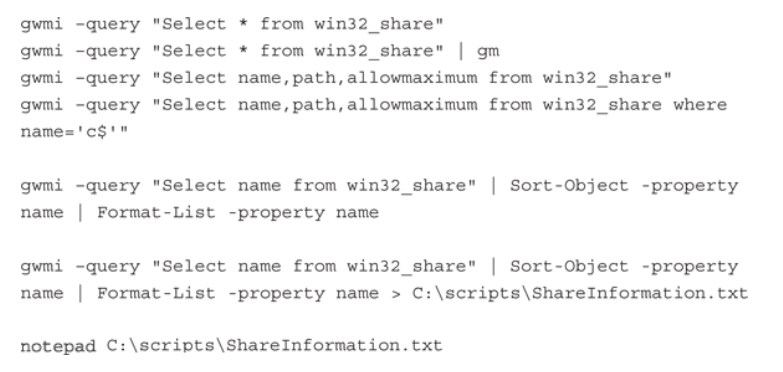 gwmi –query "Select * from win32_share"
gwmi –query "Select * from win32_share" | gm
gwmi –query "Select name,path,allowmaximum from win32_share"
gwmi –query "Select name,path,allowmaximum from win32_share where
name='c$'"
gwmi –query "Select name from win32_share" | Sort-Object -property
name | Format-List -property name
gwmi –query "Select name from win32_share" | Sort-Object -property
name | Format-List -property name > C:\scripts\ShareInformation.txt
notepad C:\scripts\ShareInformation.txt